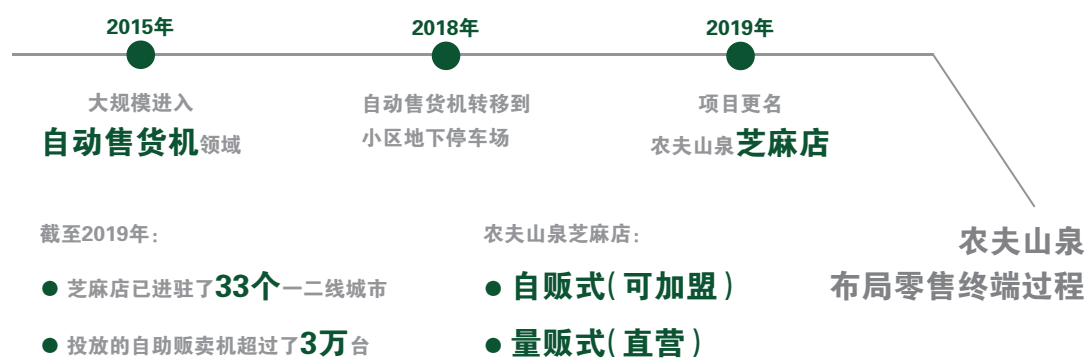 2015年
2018年
2019年
大规模进入
自动售货机领域
自动售货机转移到
小区地下停车场
项目更名
农夫山泉芝麻店
截至2019年：
● 芝麻店已进驻了33个一二线城市
● 投放的自助贩卖机超过了3万台
农夫山泉芝麻店：
● 自贩式（可加盟）
● 量贩式（直营）
农夫山泉
布局零售终端过程